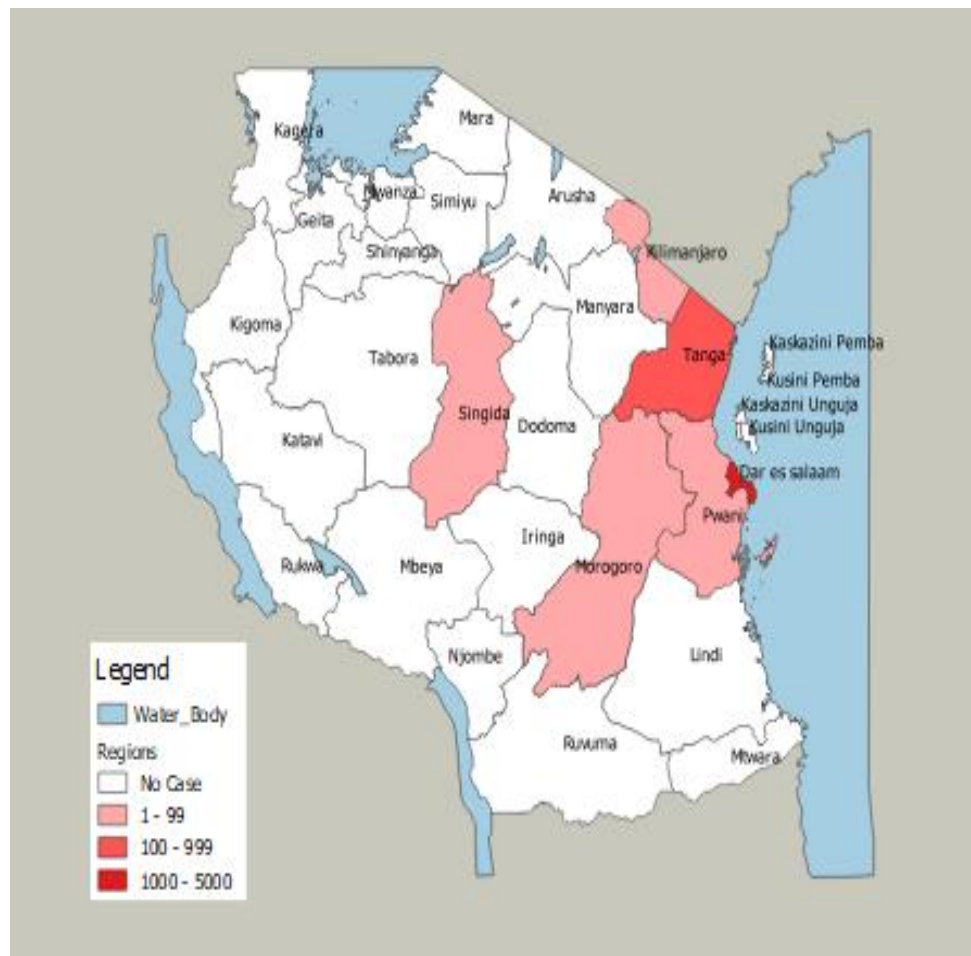 Mara
Kagera
Mwanza
Simiyu
Arusha
Geita
Shinyanga
Kilimanjaro
Manyara
Kigoma
Tabora
Tanga
Kaskazini Pemba
Kusini Pemba
Kaskazini Unguja
Singida
Dodoma
Kusini Unguja
Katavi
Dar es salaam
Pwani
Iringa
Rukwa
Mbeya
Morogoro
Njombe
Lindi
Ruvuma
Mtwara
Legend
Water_Body
Regions
No Case
1 - 99
100 - 999
1000 - 5000